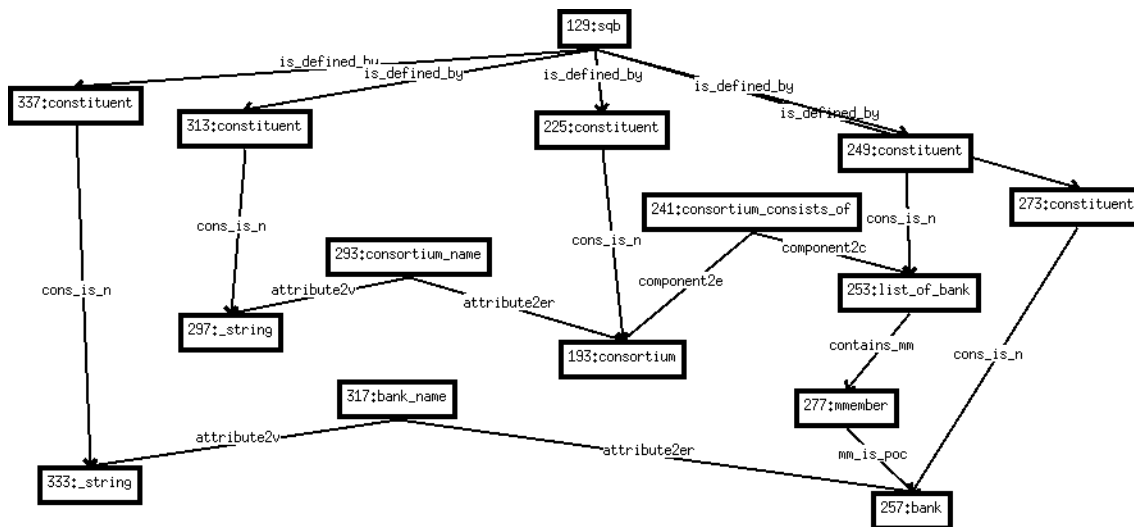 129:sqb
is_defined_by
is_defined_by
is_defined_by
is_defined_by
is_defined_by
337:constituent
313:constituent
225:constituent
249:constituent
273:constituent
241:consortium_consists_of
cons_is_n
cons_is_n
cons_is_n
293:consortium_name
component2c
component2e
cons_is_n
attribute2v
attribute2er
253:list_of_bank
297:_string
193:consortium
contains_mm
cons_is_n
317:bank_name
277:mmember
attribute2v
attribute2er
mm_is_poc
333:_string
257:bank